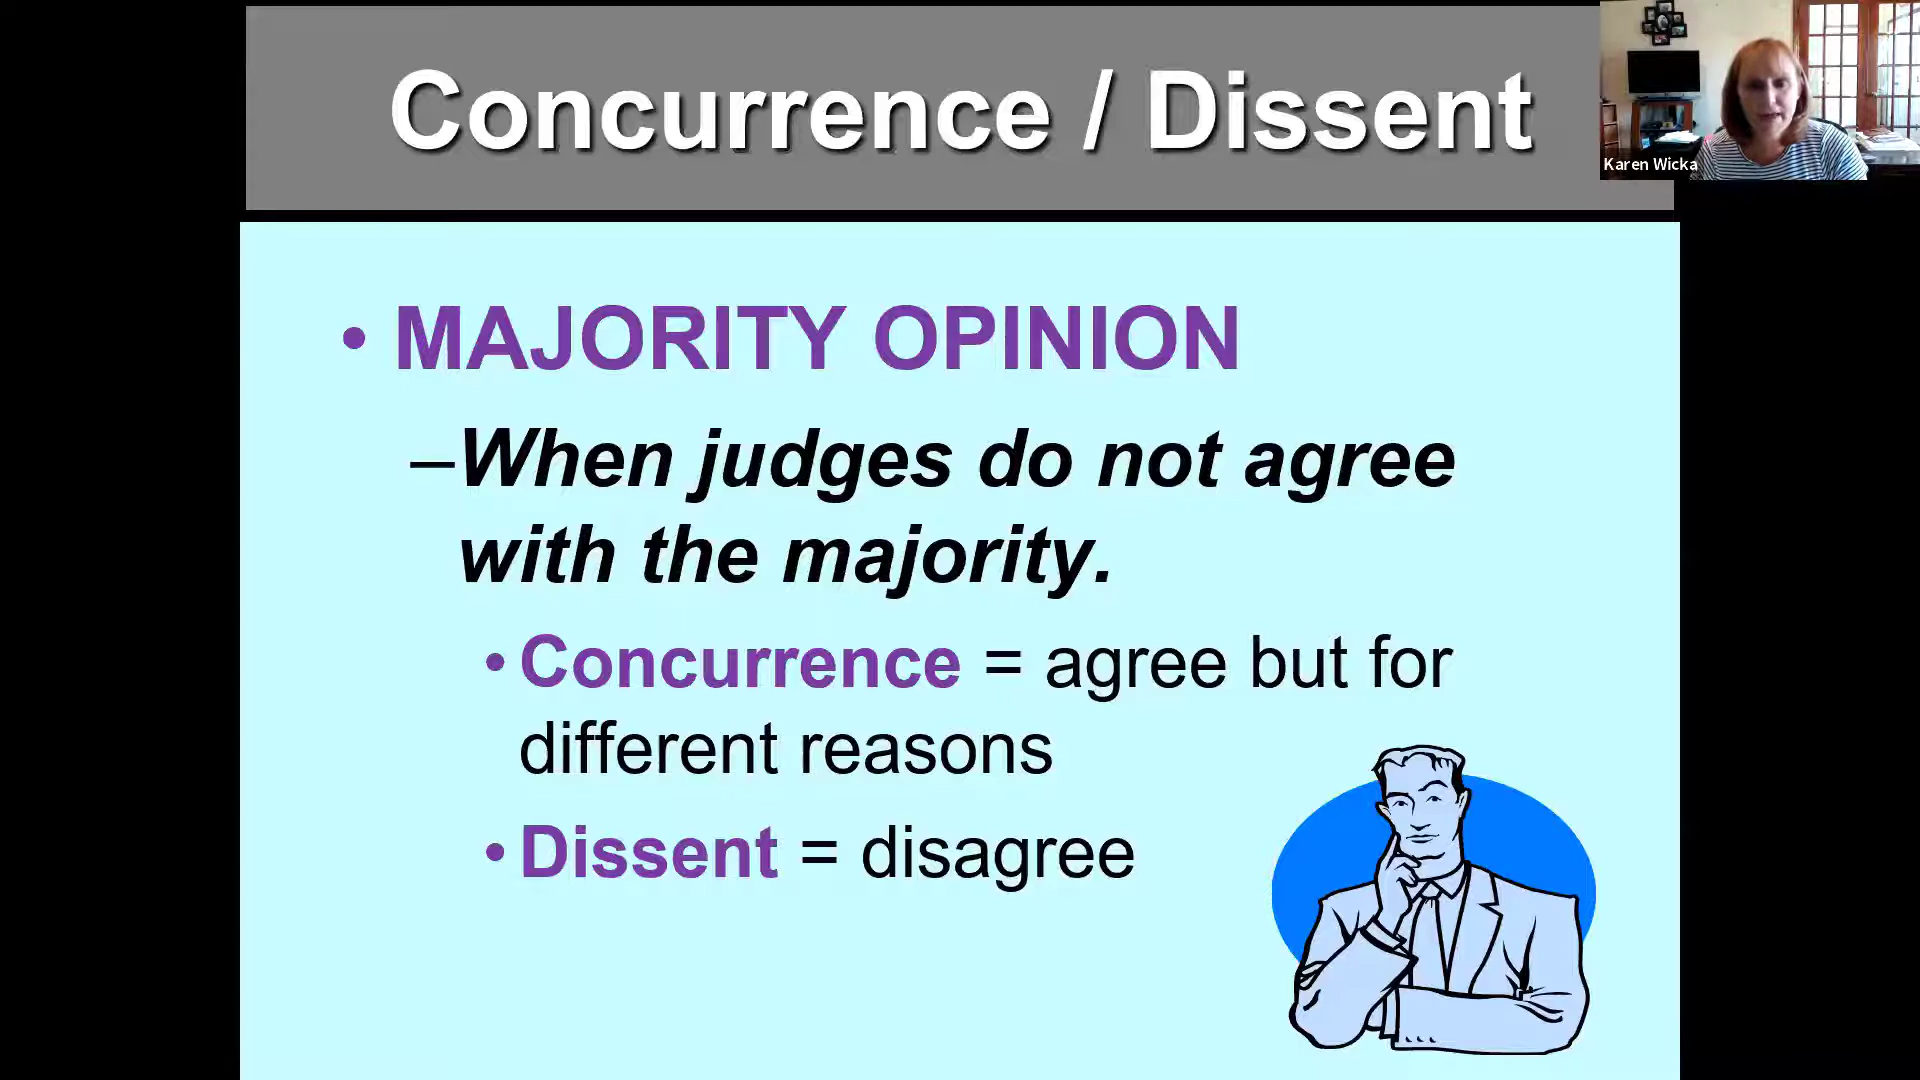 Concurrence / Dissent
Karen Wicka
• MAJORITY OPINION
–When judges do not agree
with the majority.
• Concurrence = agree but for
different reasons
• Dissent = disagree